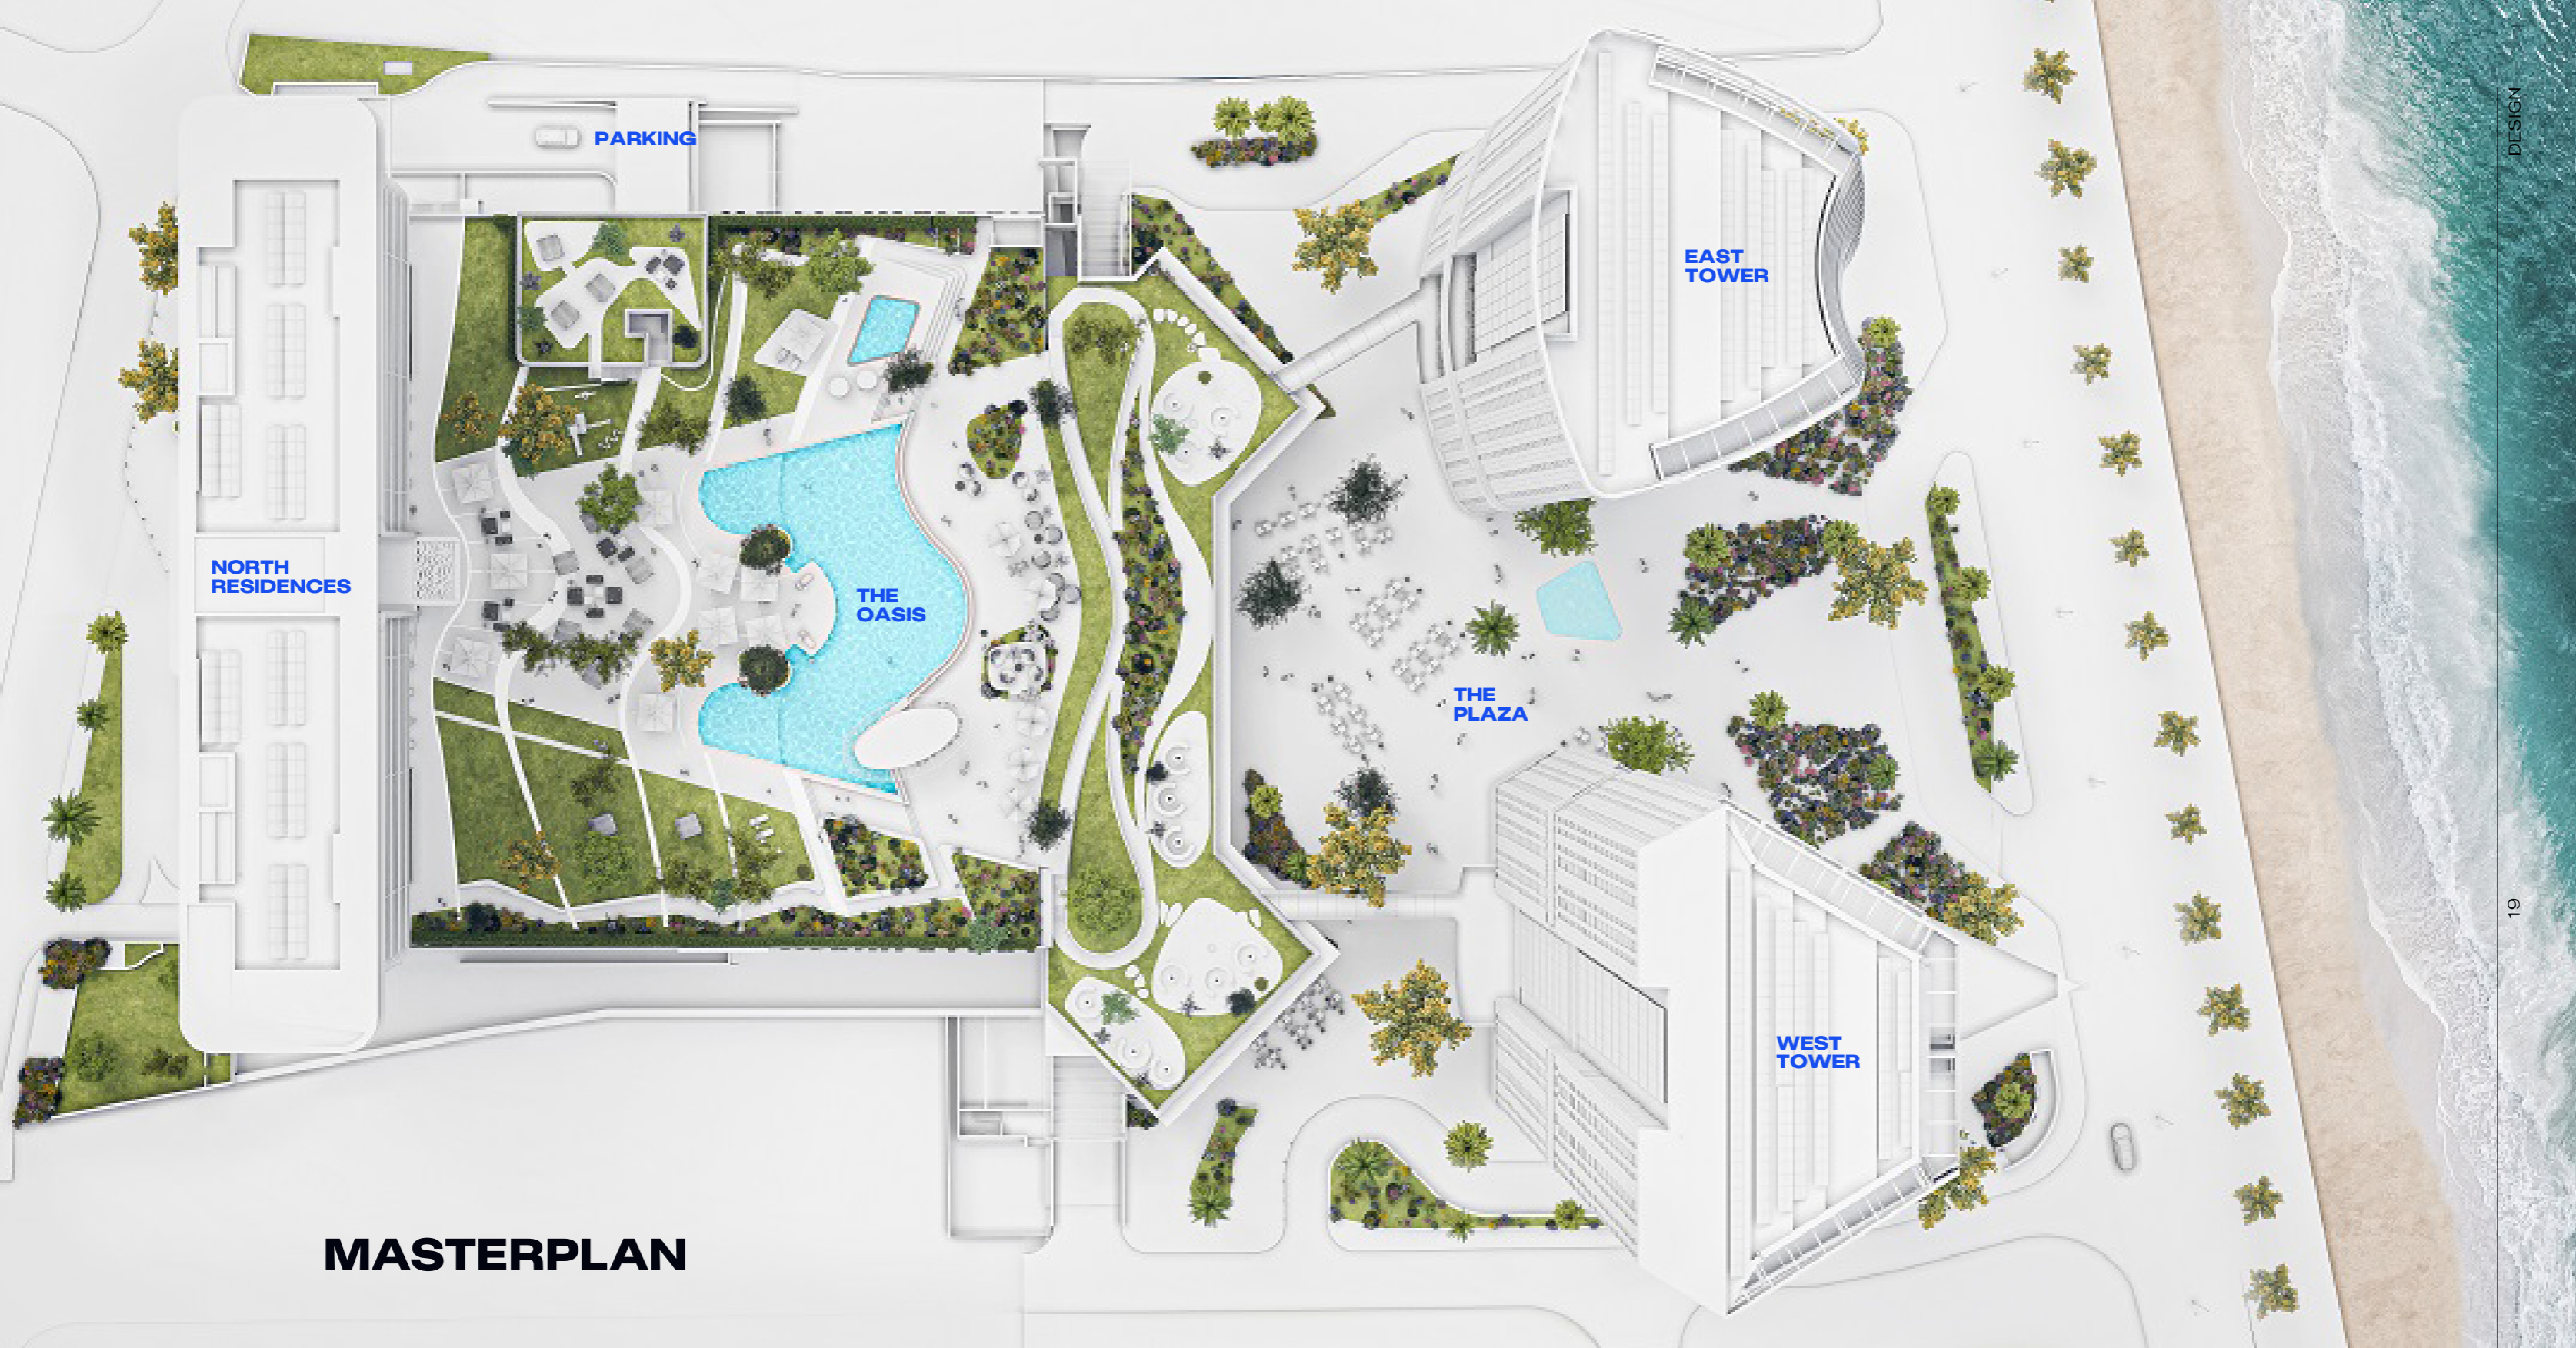 PARKING
EAST
TOWER
NORTH
RESIDENCES
THE
OASIS
THE
PLAZA
WEST
TOWER
MASTERPLAN
DESIGN
19